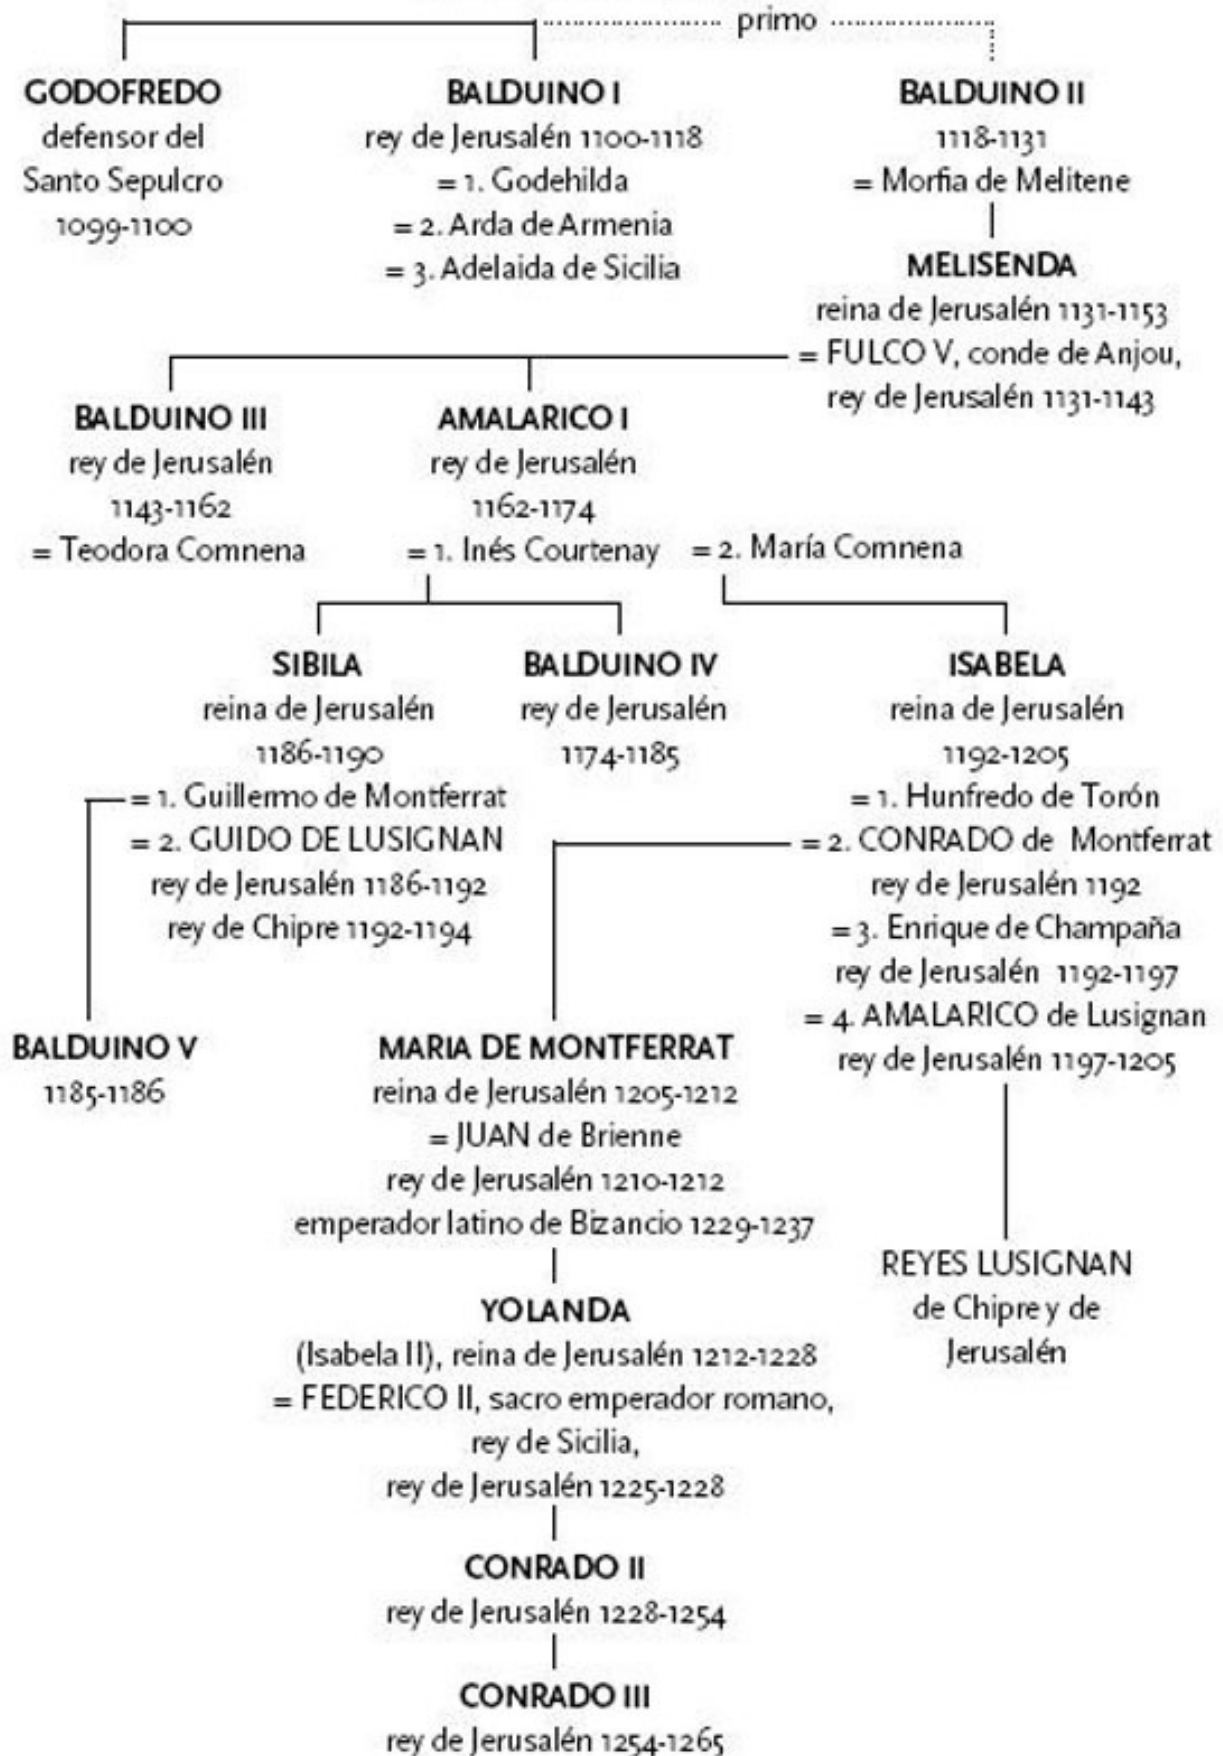 primo
GODOFREDO
defensor del
Santo Sepulcro
1099-1100
BALDUINO I
rey de Jerusalén 1100-1118
= 1. Godehilda
= 2. Arda de Armenia
= 3. Adelaida de Sicilia
BALDUINO II
1118-1131
= Morfia de Melitene
MELISENDA
reina de Jerusalén 1131-1153
= FULCO V, conde de Anjou,
rey de Jerusalén 1131-1143
BALDUINO III
rey de Jerusalén
1143-1162
= Teodora Comnena
AMALARICO I
rey de Jerusalén
1162-1174
= 1. Inés Courtenay
= 2. María Comnena
SIBILA
reina de Jerusalén
1186-1190
= 1. Guillermo de Montferrat
= 2. GUIDO DE LUSIGNAN
rey de Jerusalén 1186-1192
rey de Chipre 1192-1194
BALDUINO IV
rey de Jerusalén
1174-1185
ISABELA
reina de Jerusalén
1192-1205
= 1. Hunfredo de Torón
= 2. CONRADO de Montferrat
rey de Jerusalén 1192
= 3. Enrique de Champaña
rey de Jerusalén 1192-1197
= 4. AMALARICO de Lusignan
rey de Jerusalén 1197-1205
BALDUINO V
1185-1186
MARIA DE MONTFERRAT
reina de Jerusalén 1205-1212
= JUAN de Brienne
rey de Jerusalén 1210-1212
emperador latino de Bizancio 1229-1237
REYES LUSIGNAN
de Chipre y de
Jerusalén
YOLANDA
(Isabela II), reina de Jerusalén 1212-1228
= FEDERICO II, sacro emperador romano,
rey de Sicilia,
rey de Jerusalén 1225-1228
CONRADO II
rey de Jerusalén 1228-1254
CONRADO III
rey de Jerusalén 1254-1265